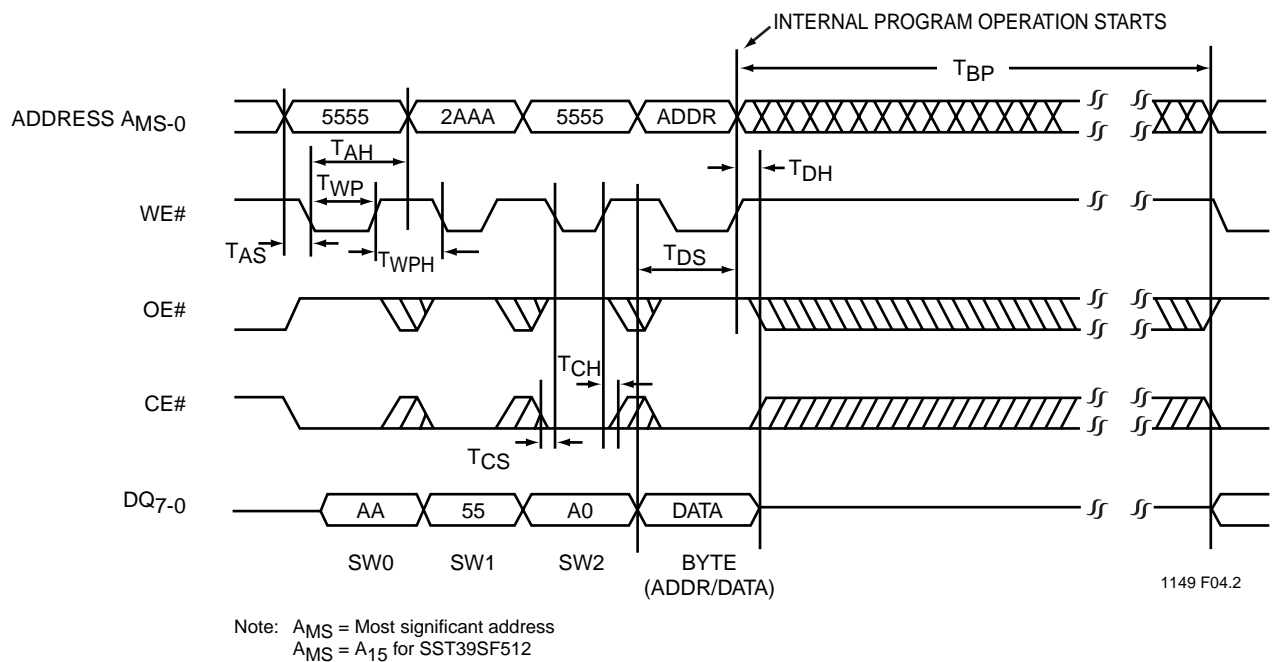 INTERNAL PROGRAM OPERATION STARTS
TBP
ADDRESS AMS-0
5555
2AAA
5555
ADDR
TAH
TDH
TWP
WE#
TAS
TWPH
TDS
OE#
TCH
CE#
TCS
DQ7-0
AA
55
A0
DATA
SW0
SW1
SW2
BYTE
(ADDR/DATA)
1149 F04.2
Note: AMS = Most significant address
AMS = A15 for SST39SF512